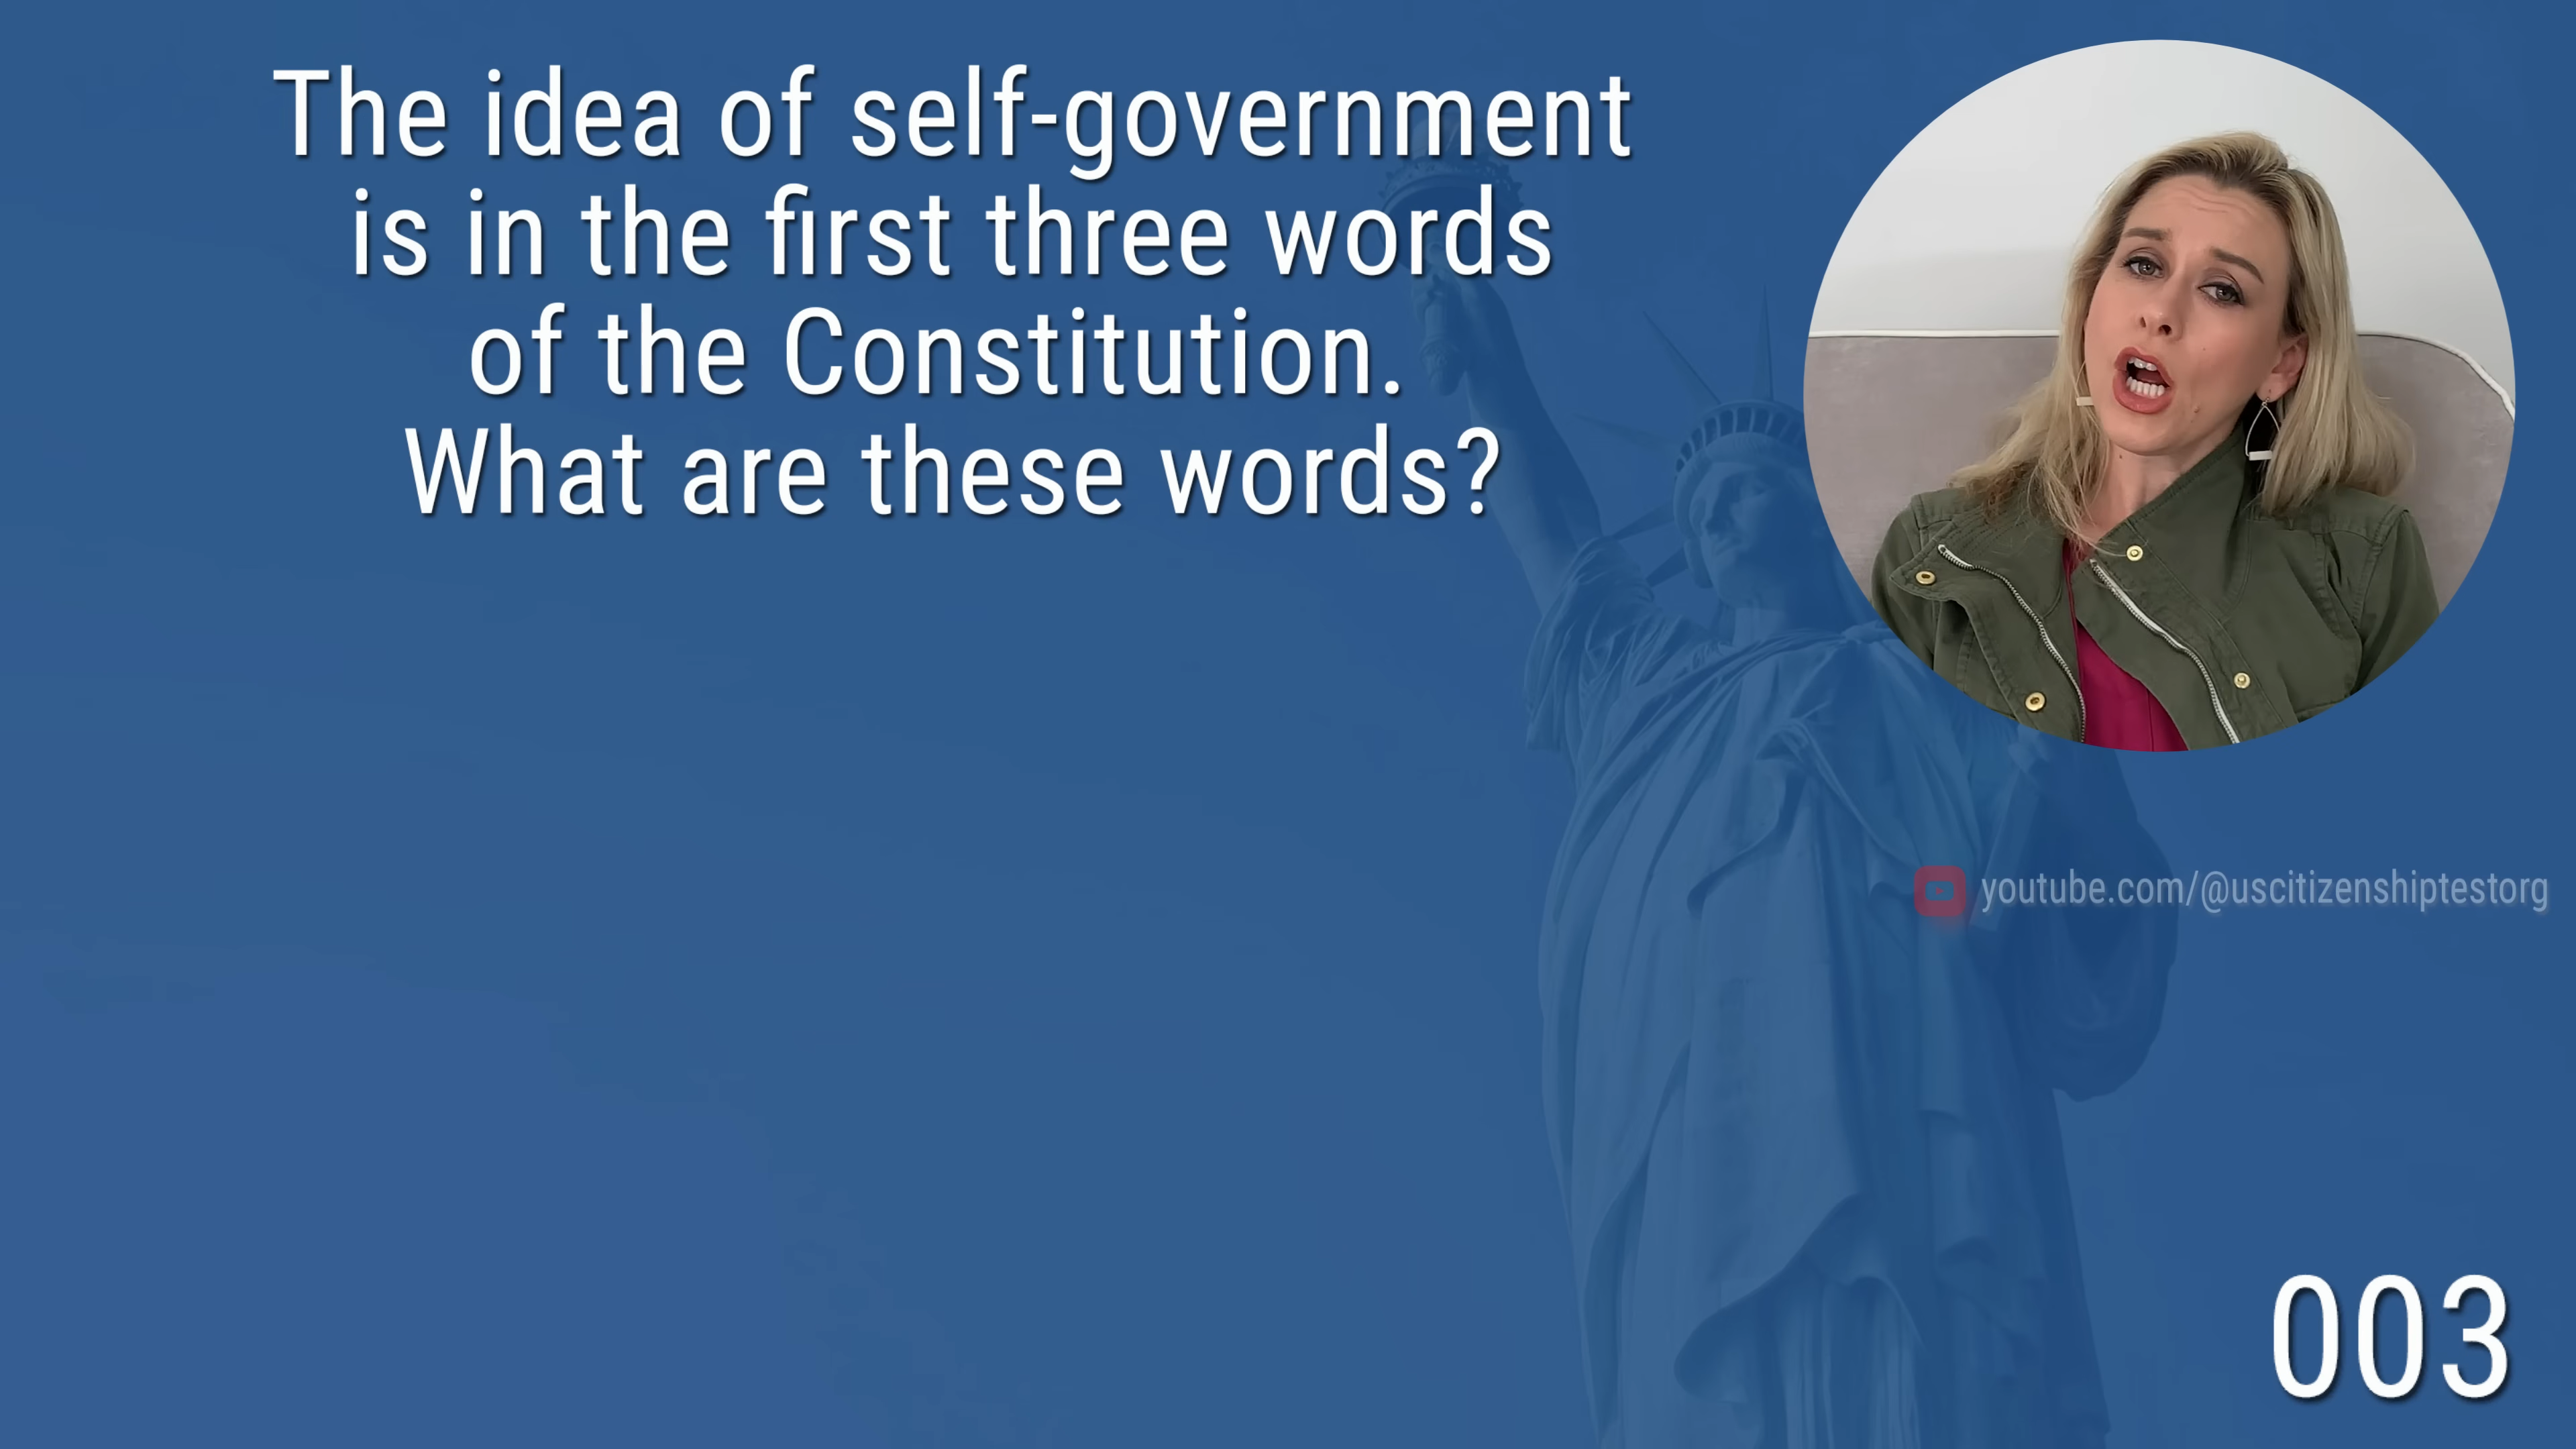 The idea of self-government
is in the first three words
of the Constitution.
What are these words?
youtube.com/@uscitizenshiptestorg
003